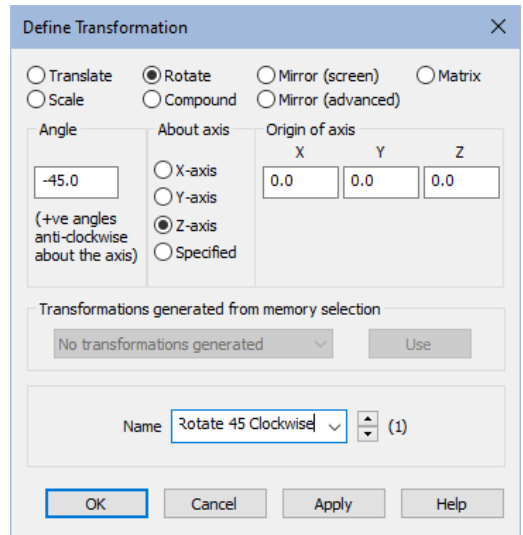 Define Transformation
Translate Rotate Mirror (screen) Matrix
Scale Compound Mirror (advanced)
Angle About axis Origin of axis
X Y Z
-45.0 X-axis 0.0 0.0 0.0
Y-axis
(+ve angles
anti-clockwise
about the axis)
Z-axis
Specified
Transformations generated from memory selection
No transformations generated Use
Name Rotate 45 Clockwise (1)
OK Cancel Apply Help